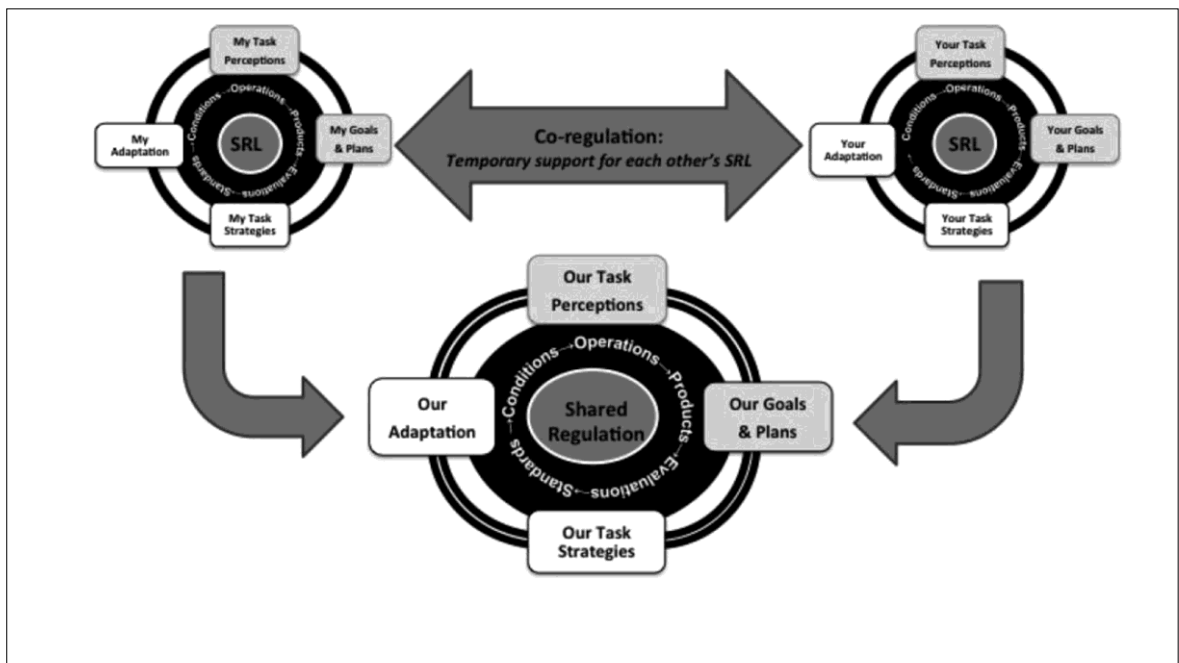 My Task
Perceptions
My Goals
& Plans
My Task
Strategies
My
Adaptation
Conditions→Operations→Products→Evaluations→Standards→
SRL
Co-regulation:
Temporary support for each other's SRL
Your Task
Perceptions
Your Goals
& Plans
Your Task
Strategies
Your
Adaptation
Conditions→Operations→Products→Evaluations→Standards→
SRL
Our Task
Perceptions
Our Goals
& Plans
Our Task
Strategies
Our
Adaptation
Conditions→Operations→Products→Evaluations→Standards→
Shared
Regulation